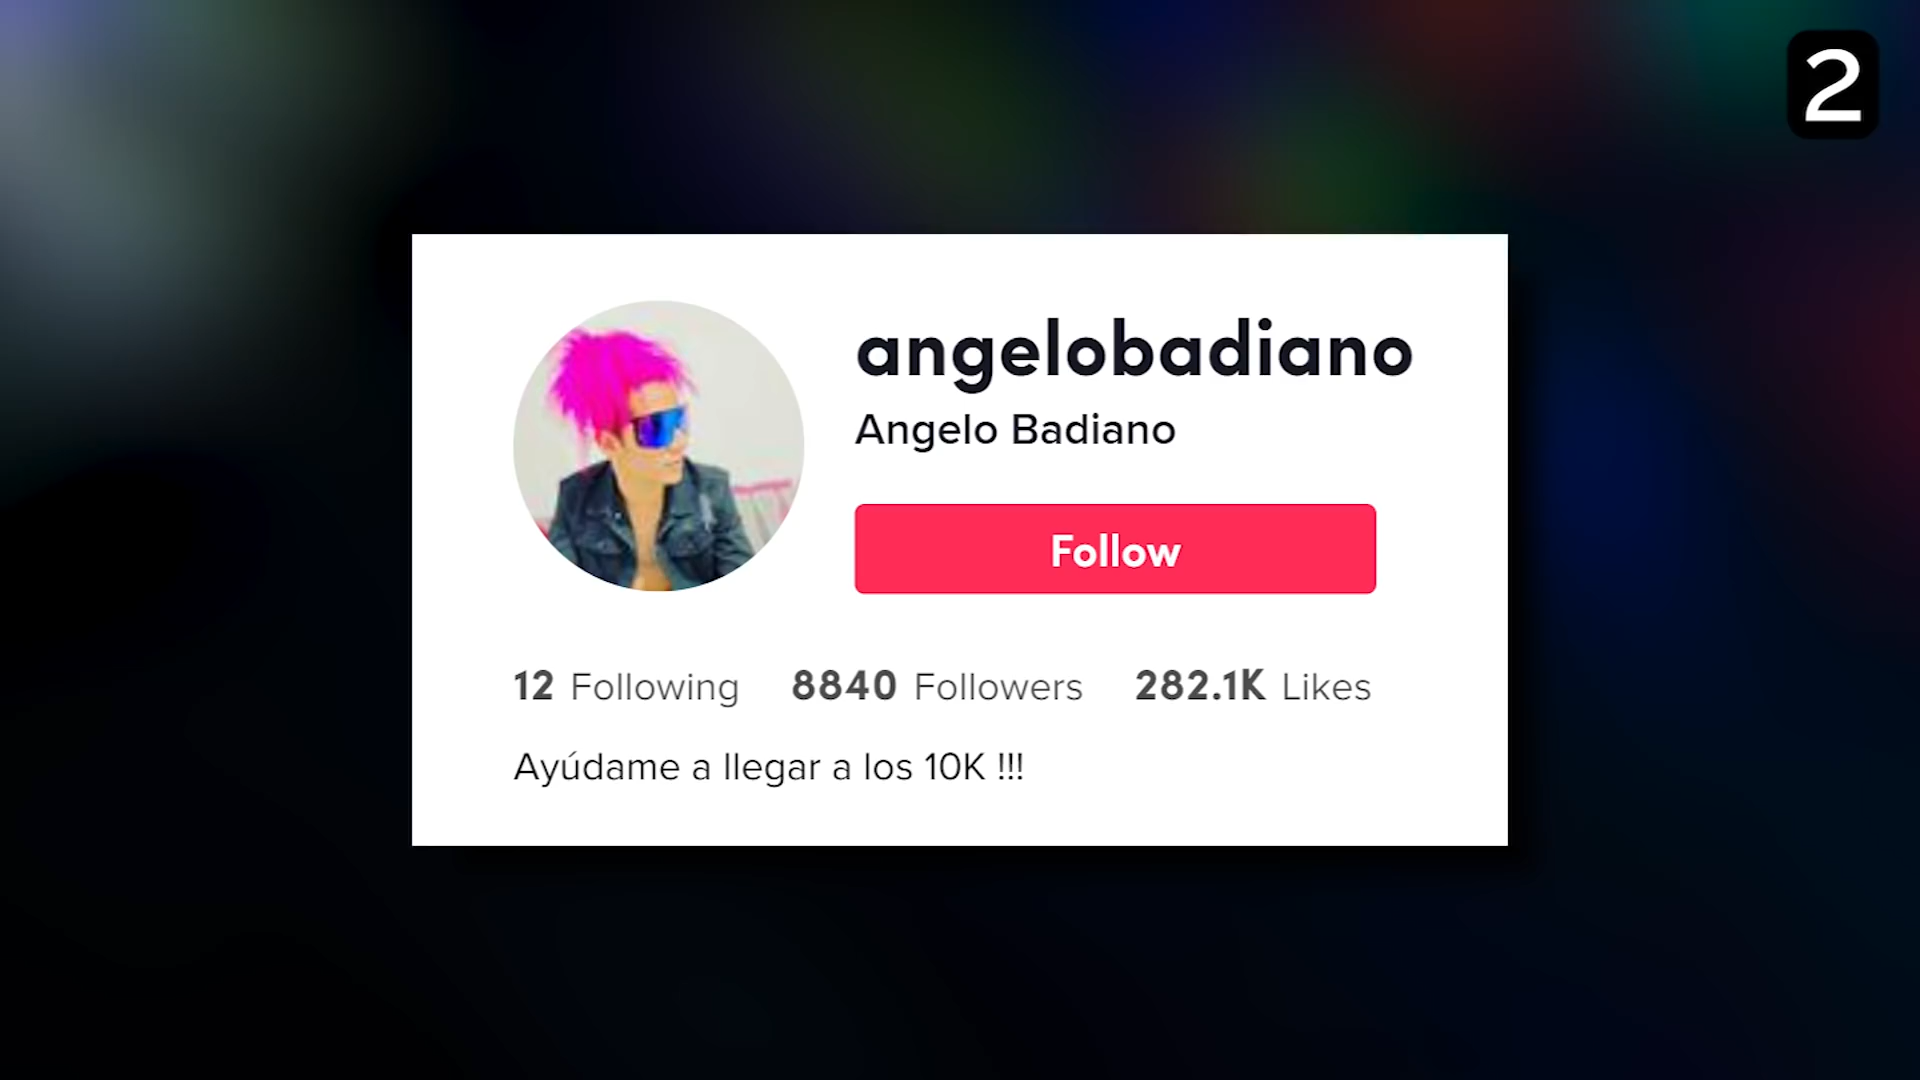 2
angelobadiano
Angelo Badiano
Follow
12 Following 8840 Followers 282.1K Likes
Ayúdame a llegar a los 10K !!!